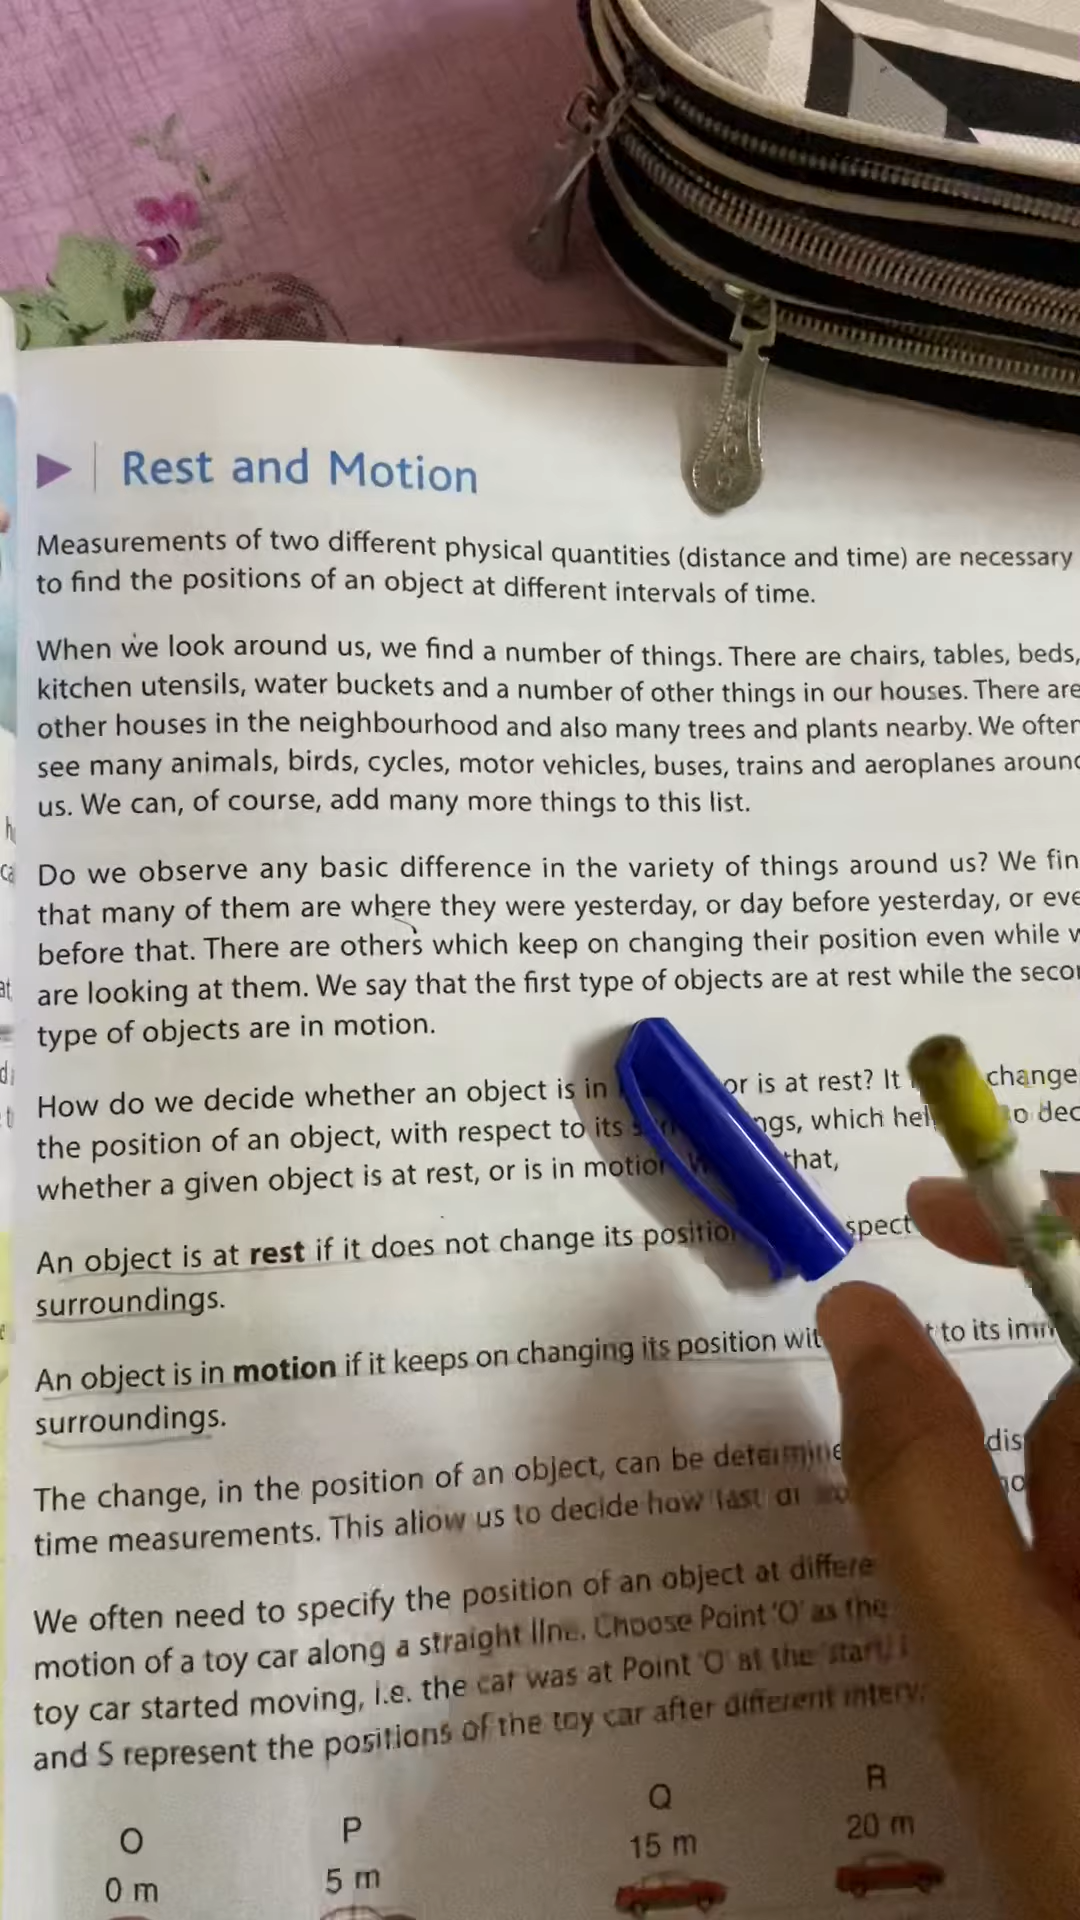 Rest and Motion
Measurements of two different physical quantities (distance and time) are necessary
to find the positions of an object at different intervals of time.
When we look around us, we find a number of things. There are chairs, tables, beds,
kitchen utensils, water buckets and a number of other things in our houses. There are
other houses in the neighbourhood and also many trees and plants nearby. We often
see many animals, birds, cycles, motor vehicles, buses, trains and aeroplanes around
us. We can, of course, add many more things to this list.
Do we observe any basic difference in the variety of things around us? We fin
that many of them are where they were yesterday, or day before yesterday, or eve
before that. There are others which keep on changing their position even while w
are looking at them. We say that the first type of objects are at rest while the secon
type of objects are in motion.
How do we decide whether an object is in or is at rest? It change
the position of an object, with respect to its ngs, which hel o dec
whether a given object is at rest, or is in motion that,
An object is at rest if it does not change its position spect
surroundings.
An object is in motion if it keeps on changing its position wit t to its imm
surroundings.
The change, in the position of an object, can be determine dis
time measurements. This allow us to decide how fast or
We often need to specify the position of an object at differe
motion of a toy car along a straight line. Choose Point 'O' as the
toy car started moving, i.e. the car was at Point 'O' at the start.
and S represent the positions of the toy car after different interv
O P Q R
0 m 5 m 15 m 20 m